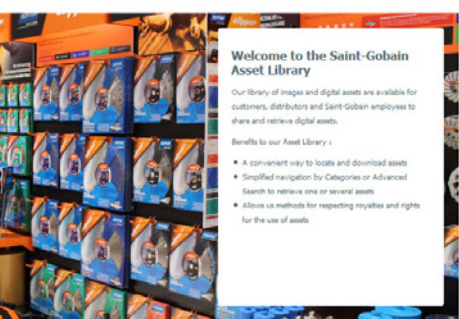 clipper
Welcome to the Saint-Gobain
Asset Library
Our library of images and digital assets are available for
customers, distributors and Saint-Gobain employees to
share and retrieve digital assets.
Benefits to our Asset Library :
A convenient way to locate and download assets
Simplified navigation by Categories or Advanced
Search to retrieve one or several assets
Allows us methods for respecting royalties and rights
for the use of assets